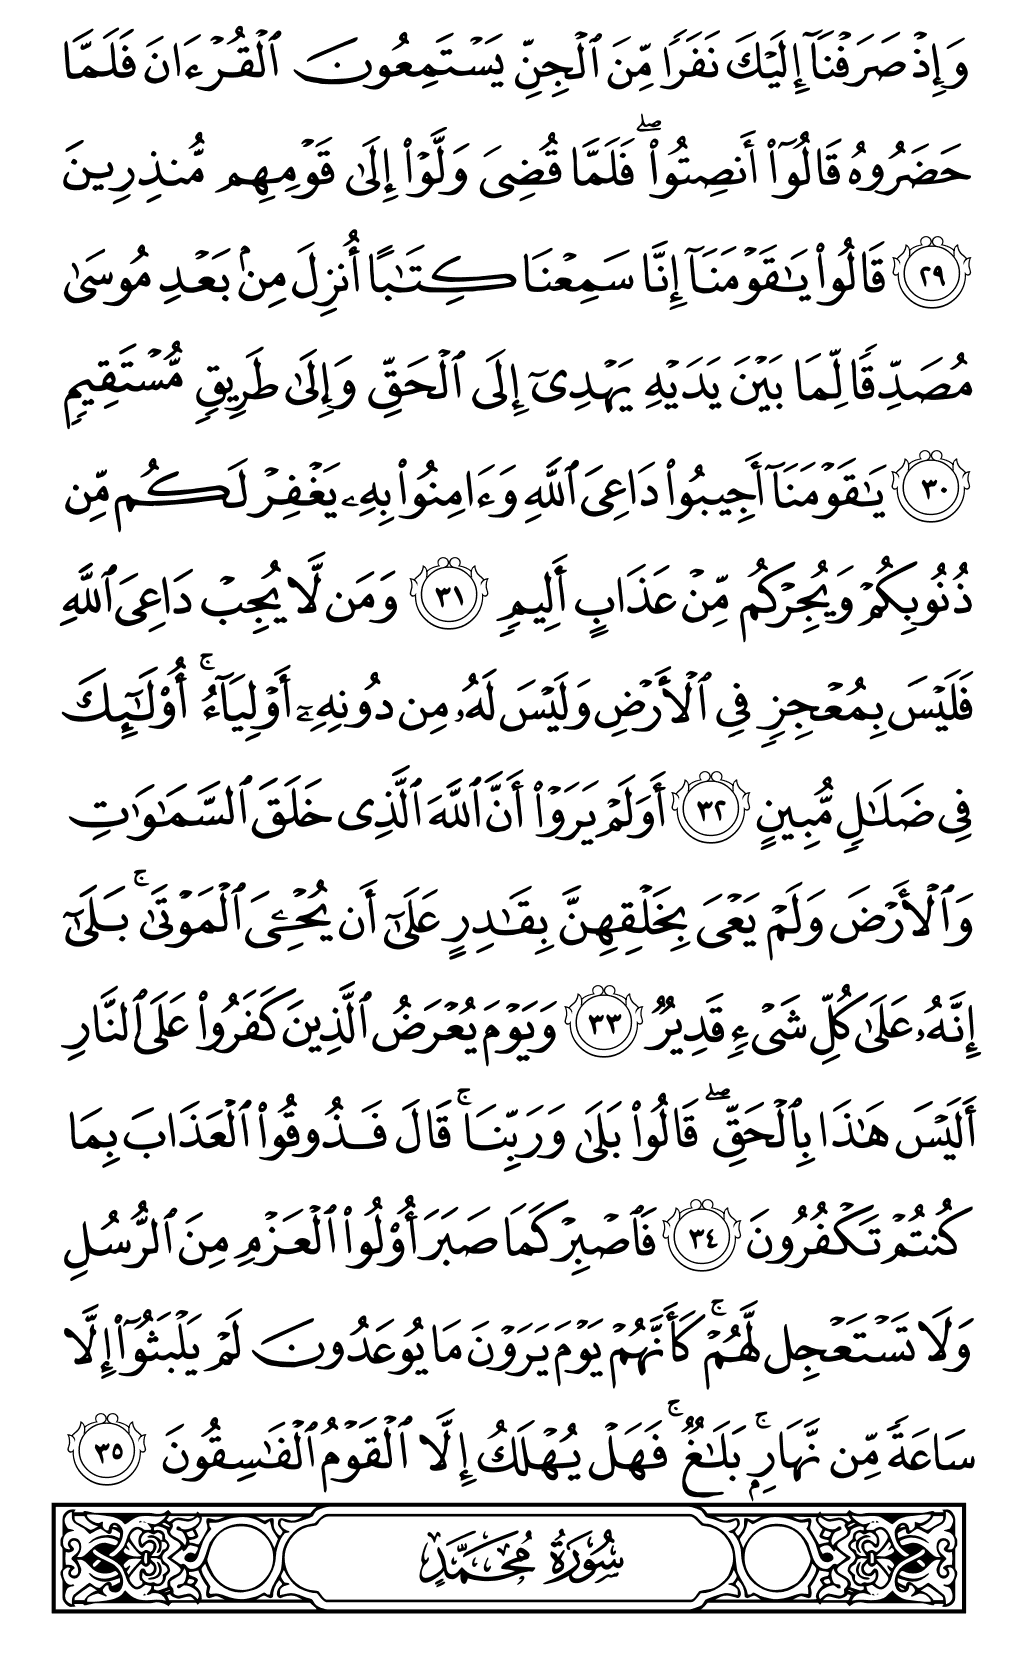 وَإِذْ صَرَفْنَآ إِلَيْكَ نَفَرًا مِّنَ ٱلْجِنِّ يَسْتَمِعُونَ ٱلْقُرْءَانَ فَلَمَّا
حَضَرُوهُ قَالُوٓا۟ أَنصِتُوا۟ ۖ فَلَمَّا قُضِىَ وَلَّوْا۟ إِلَىٰ قَوْمِهِم مُّنذِرِينَ
٢٩ قَالُوا۟ يَـٰقَوْمَنَآ إِنَّا سَمِعْنَا كِتَـٰبًا أُنزِلَ مِنۢ بَعْدِ مُوسَىٰ
مُصَدِّقًا لِّمَا بَيْنَ يَدَيْهِ يَهْدِىٓ إِلَى ٱلْحَقِّ وَإِلَىٰ طَرِيقٍ مُّسْتَقِيمٍ
٣٠ يَـٰقَوْمَنَآ أَجِيبُوا۟ دَاعِىَ ٱللَّهِ وَءَامِنُوا۟ بِهِۦ يَغْفِرْ لَكُم مِّن
ذُنُوبِكُمْ وَيُجِرْكُم مِّنْ عَذَابٍ أَلِيمٍ ٣١ وَمَن لَّا يُجِبْ دَاعِىَ ٱللَّهِ
فَلَيْسَ بِمُعْجِزٍ فِى ٱلْأَرْضِ وَلَيْسَ لَهُۥ مِن دُونِهِۦٓ أَوْلِيَآءُ ۚ أُو۟لَـٰٓئِكَ
فِى ضَلَـٰلٍ مُّبِينٍ ٣٢ أَوَلَمْ يَرَوْا۟ أَنَّ ٱللَّهَ ٱلَّذِى خَلَقَ ٱلسَّمَـٰوَٰتِ
وَٱلْأَرْضَ وَلَمْ يَعْىَ بِخَلْقِهِنَّ بِقَـٰدِرٍ عَلَىٰٓ أَن يُحْـِۧىَ ٱلْمَوْتَىٰ ۚ بَلَىٰٓ
إِنَّهُۥ عَلَىٰ كُلِّ شَىْءٍ قَدِيرٌ ٣٣ وَيَوْمَ يُعْرَضُ ٱلَّذِينَ كَفَرُوا۟ عَلَى ٱلنَّارِ
أَلَيْسَ هَـٰذَا بِٱلْحَقِّ ۖ قَالُوا۟ بَلَىٰ وَرَبِّنَا ۚ قَالَ فَذُوقُوا۟ ٱلْعَذَابَ بِمَا
كُنتُمْ تَكْفُرُونَ ٣٤ فَٱصْبِرْ كَمَا صَبَرَ أُو۟لُوا۟ ٱلْعَزْمِ مِنَ ٱلرُّسُلِ
وَلَا تَسْتَعْجِل لَّهُمْ ۚ كَأَنَّهُمْ يَوْمَ يَرَوْنَ مَا يُوعَدُونَ لَمْ يَلْبَثُوٓا۟ إِلَّا
سَاعَةً مِّن نَّهَارٍۭ ۚ بَلَـٰغٌ ۚ فَهَلْ يُهْلَكُ إِلَّا ٱلْقَوْمُ ٱلْفَـٰسِقُونَ ٣٥
سُورَةُ مُحَمَّدٍ